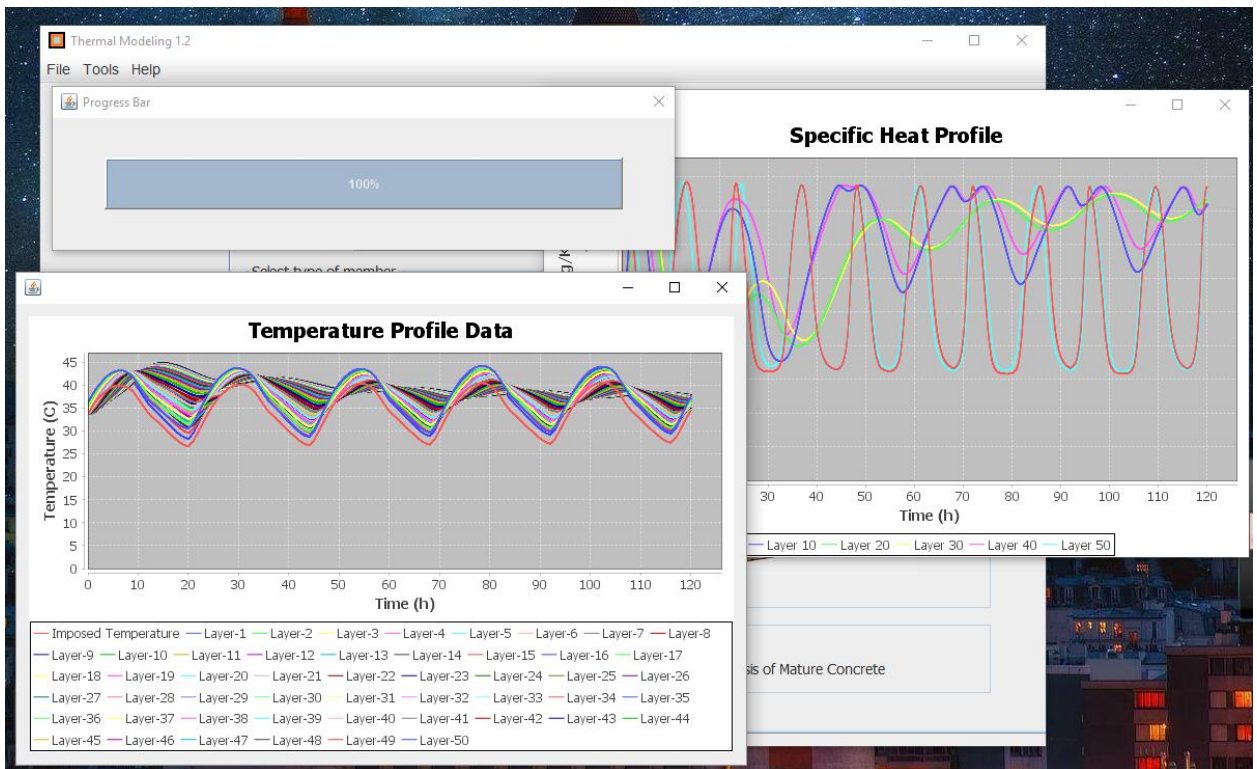 Thermal Modeling 1.2
File Tools Help
Progress Bar
100%
Specific Heat Profile
30 40 50 60 70 80 90 100 110 120
Time (h)
Layer 10 Layer 20 Layer 30 Layer 40 Layer 50
Select type of member
Temperature Profile Data
Temperature (C)
45
40
35
30
25
20
15
10
5
0
0 10 20 30 40 50 60 70 80 90 100 110 120
Time (h)
Imposed Temperature Layer-1 Layer-2 Layer-3 Layer-4 Layer-5 Layer-6 Layer-7 Layer-8
Layer-9 Layer-10 Layer-11 Layer-12 Layer-13 Layer-14 Layer-15 Layer-16 Layer-17
Layer-18 Layer-19 Layer-20 Layer-21 Layer-22 Layer-23 Layer-24 Layer-25 Layer-26
Layer-27 Layer-28 Layer-29 Layer-30 Layer-31 Layer-32 Layer-33 Layer-34 Layer-35
Layer-36 Layer-37 Layer-38 Layer-39 Layer-40 Layer-41 Layer-42 Layer-43 Layer-44
Layer-45 Layer-46 Layer-47 Layer-48 Layer-49 Layer-50
sis of Mature Concrete